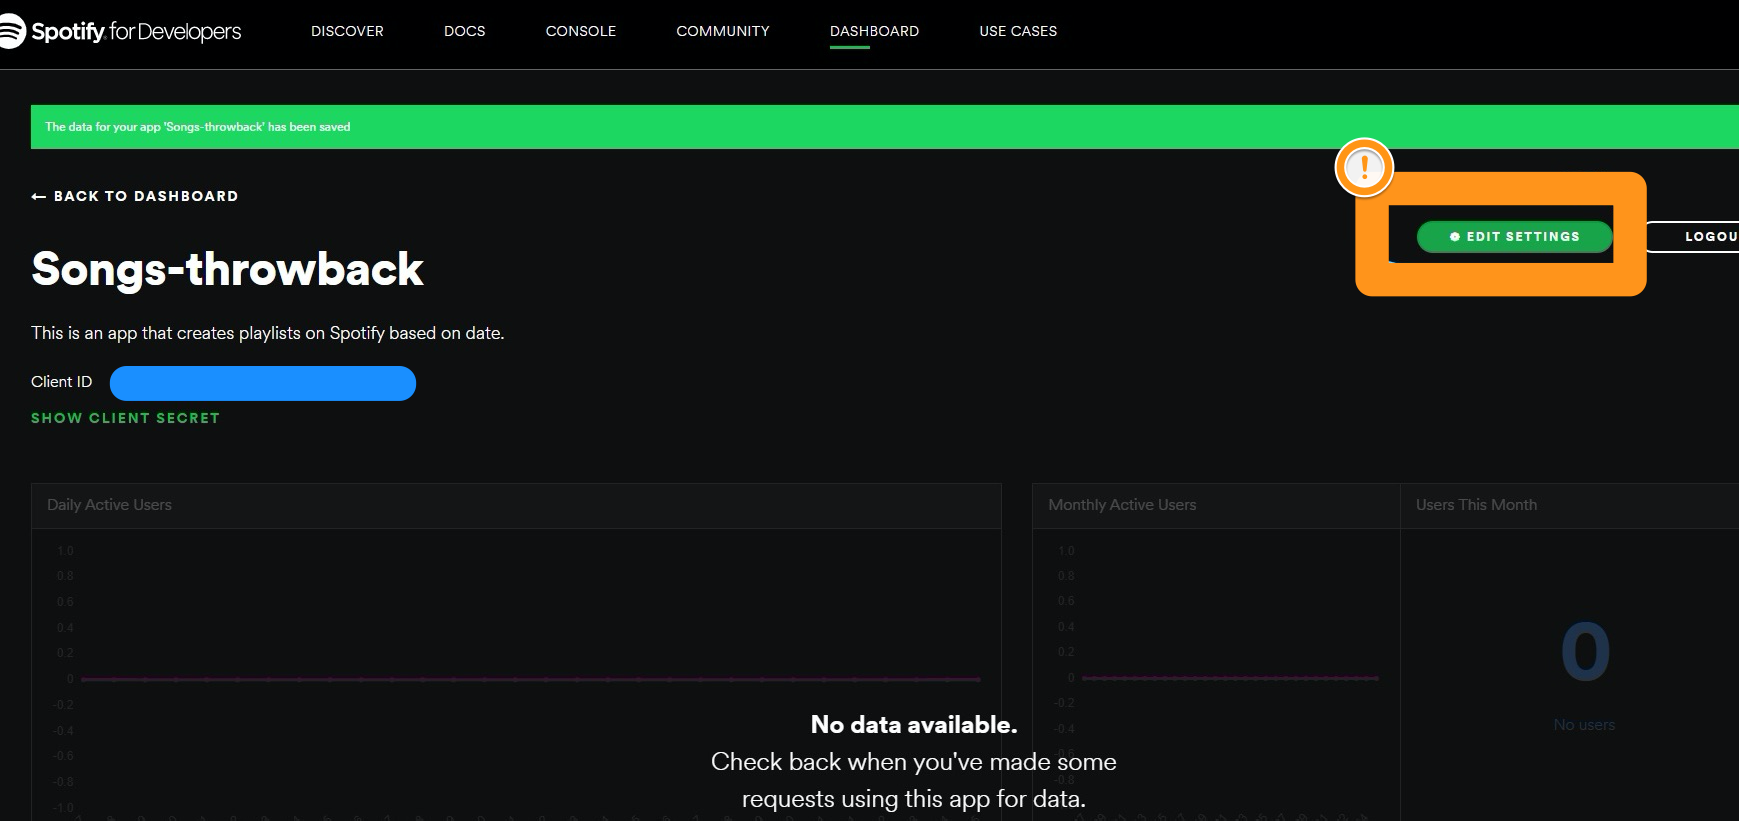 Spotify for Developers
DISCOVER
DOCS
CONSOLE
COMMUNITY
DASHBOARD
USE CASES
The data for your app 'Songs-throwback' has been saved
← BACK TO DASHBOARD
!
EDIT SETTINGS
LOGOU
Songs-throwback
This is an app that creates playlists on Spotify based on date.
Client ID
SHOW CLIENT SECRET
Daily Active Users
1.0
0.8
0.6
0.4
0.2
0
-0.2
-0.4
-0.6
-0.8
-1.0
Monthly Active Users
1.0
0.8
0.6
0.4
0.2
0
-0.2
-0.4
-0.6
-0.8
Users This Month
0
No users
No data available.
Check back when you've made some
requests using this app for data.